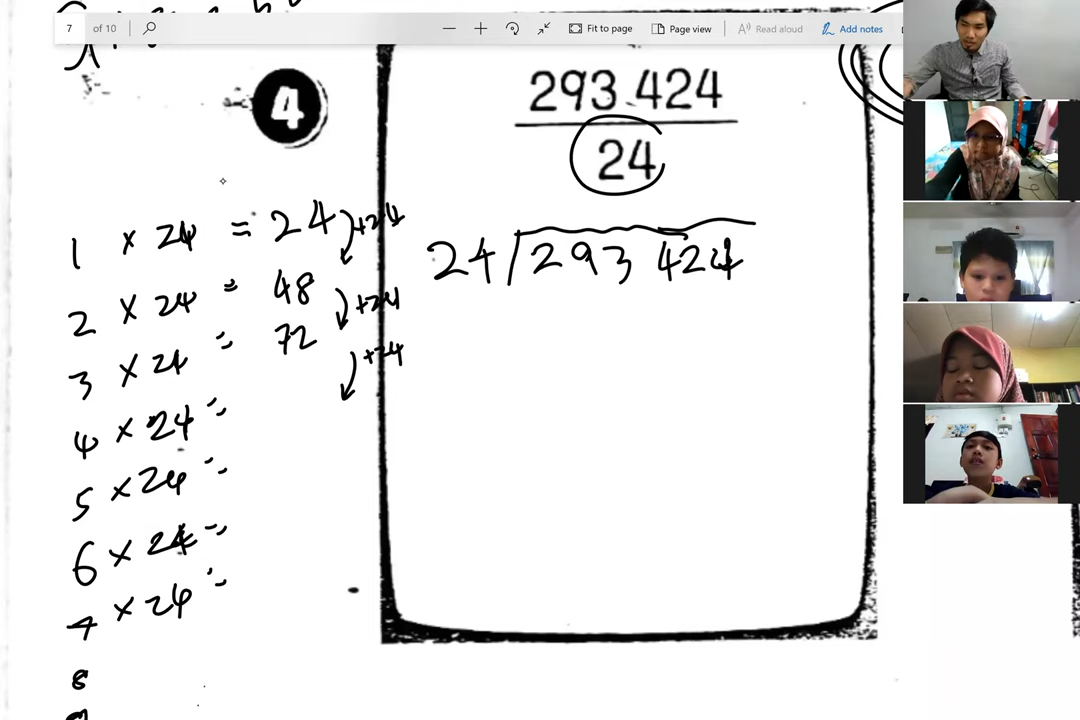 7 of 10 Fit to page Page view Read aloud Add notes
4
293 424
24
1 × 24 = 24 +24
2 × 24 = 48 +24
3 × 24 = 72 +24
4 × 24 =
5 × 24 =
6 × 24 =
7 × 24 =
8
24 293 424